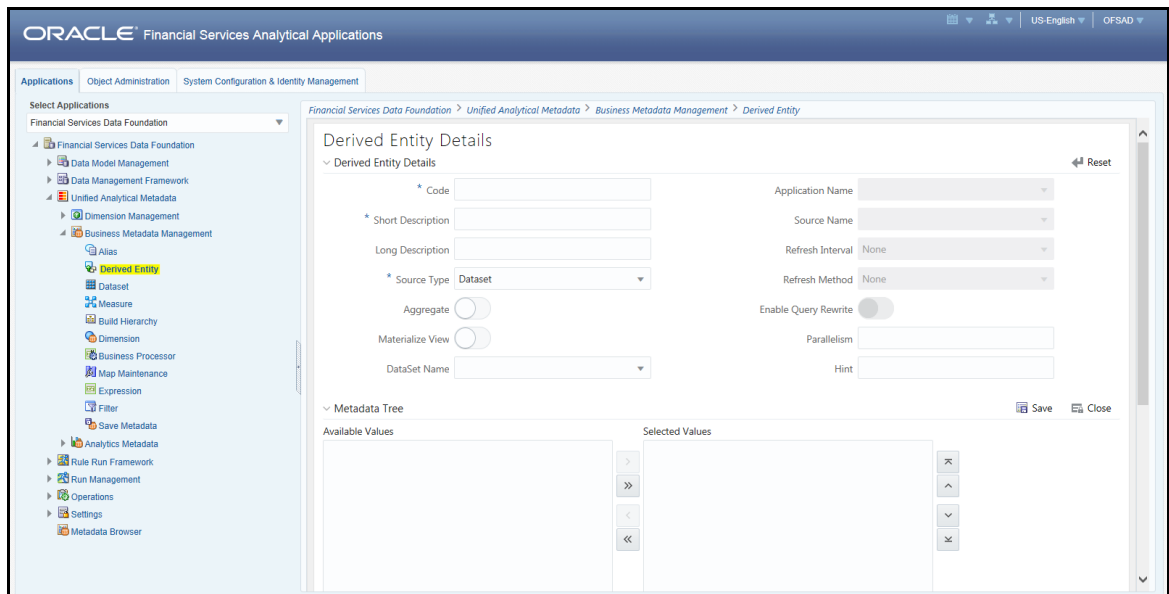 ORACLE® Financial Services Analytical Applications
US-English
OFSAD
Applications
Object Administration
System Configuration & Identity Management
Select Applications
Financial Services Data Foundation
Financial Services Data Foundation
Data Model Management
Data Management Framework
Unified Analytical Metadata
Dimension Management
Business Metadata Management
Alias
Derived Entity
Dataset
Measure
Build Hierarchy
Dimension
Business Processor
Map Maintenance
Expression
Filter
Save Metadata
Analytics Metadata
Rule Run Framework
Run Management
Operations
Settings
Metadata Browser
Financial Services Data Foundation > Unified Analytical Metadata > Business Metadata Management > Derived Entity
Derived Entity Details
Derived Entity Details
Reset
* Code
* Short Description
Long Description
* Source Type Dataset
Aggregate
Materialize View
DataSet Name
Application Name
Source Name
Refresh Interval None
Refresh Method None
Enable Query Rewrite
Parallelism
Hint
Metadata Tree
Save
Close
Available Values
Selected Values